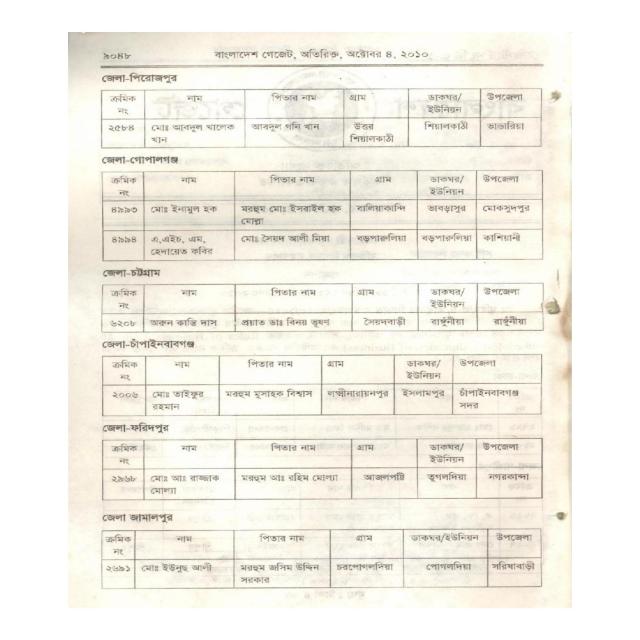 ৯০৪৮ বাংলাদেশ গেজেট, অতিরিক্ত, অক্টোবর ৪, ২০১০
জেলা-পিরোজপুর
ক্রমিক নাম পিতার নাম গ্রাম ডাকঘর/ উপজেলা
নং ইউনিয়ন
২৫৮৪ মোঃ আবদুল খালেক আবদুল গনি খান উত্তর শিয়ালকাঠী ভান্ডারিয়া
খান শিয়ালকাঠী
জেলা-গোপালগঞ্জ
ক্রমিক নাম পিতার নাম গ্রাম ডাকঘর/ উপজেলা
নং ইউনিয়ন
৪৯৯৩ মোঃ ইনামুল হক মরহুম মোঃ ইসরাইল হক বালিয়াকান্দি ভাবড়াসুর মোকসুদপুর
মোল্লা
৪৯৯৪ এ,এইচ, এম, মোঃ সৈয়দ আলী মিয়া বড়পারুলিয়া বড়পারুলিয়া কাশিয়ানী
হেদায়েত কবির
জেলা-চট্টগ্রাম
ক্রমিক নাম পিতার নাম গ্রাম ডাকঘর/ উপজেলা
নং ইউনিয়ন
৬২০৮ অরুন কান্তি দাস প্রয়াত ডাঃ বিনয় ভূষণ সৈয়দবাড়ী রাঙ্গুনীয়া রাঙ্গুনীয়া
জেলা-চাঁপাইনবাবগঞ্জ
ক্রমিক নাম পিতার নাম গ্রাম ডাকঘর/ উপজেলা
নং ইউনিয়ন
২০০৬ মোঃ তাইফুর মরহুম মুসাহক বিশ্বাস লক্ষ্মীনারায়নপুর ইসলামপুর চাঁপাইনবাবগঞ্জ
রহমান সদর
জেলা-ফরিদপুর
ক্রমিক নাম পিতার নাম গ্রাম ডাকঘর/ উপজেলা
নং ইউনিয়ন
২৯৬৮ মোঃ আঃ রাজ্জাক মরহুম আঃ রহিম মোল্যা আজলপট্টি তুগলদিয়া নগরকান্দা
মোল্যা
জেলা জামালপুর
ক্রমিক নাম পিতার নাম গ্রাম ডাকঘর/ইউনিয়ন উপজেলা
নং
২৬৯১ মোঃ ইউনুছ আলী মরহুম জসিম উদ্দিন চরপোগলদিয়া পোগলদিয়া সরিষাবাড়ী
সরকার